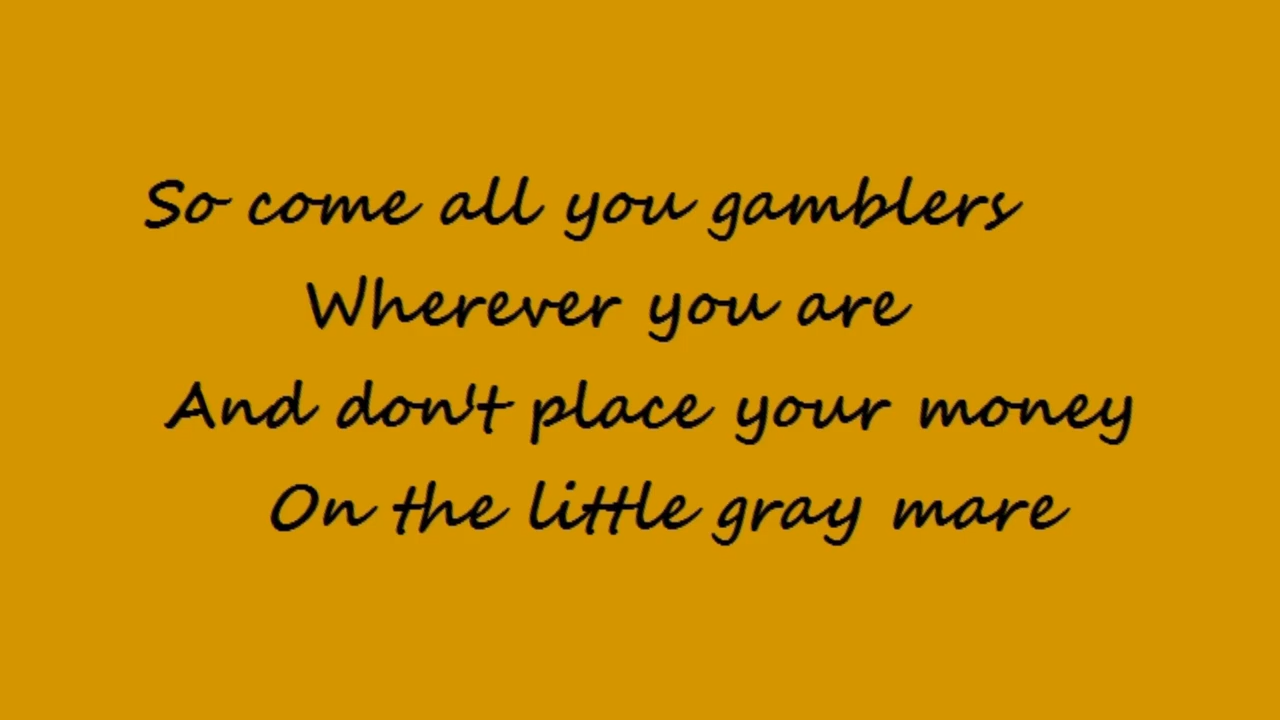 So come all you gamblers
Wherever you are
And don't place your money
On the little gray mare